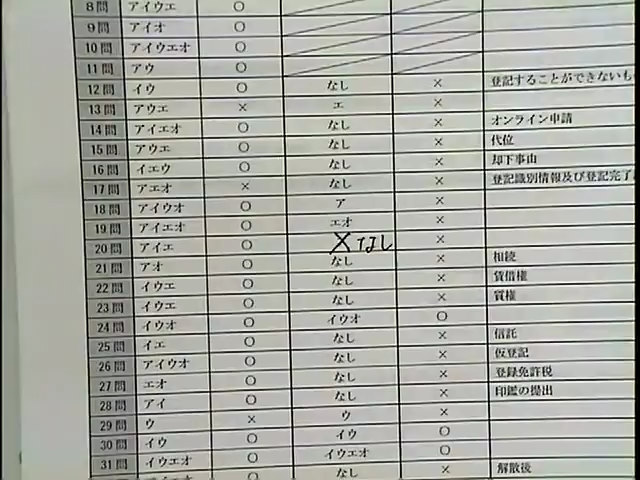 8問 アイウエ ○
9問 アイオ ○
10問 アイウエオ ○
11問 アウ ○
12問 イウ ○ なし × 登記することができないも
13問 アウエ × エ ×
14問 アイエオ ○ なし × オンライン申請
15問 アウエ ○ なし × 代位
16問 イエウ ○ なし × 却下事由
17問 アエオ × なし × 登記識別情報及び登記完了
18問 アイウオ ○ ア ×
19問 アイエオ ○ エオ ×
20問 アイエ ○ ×なし ×
21問 アオ ○ なし × 相続
22問 イウエ ○ なし × 賃借権
23問 イウエ ○ なし × 質権
24問 イウオ ○ イウオ ○
25問 イエ ○ なし × 信託
26問 アイウオ ○ なし × 仮登記
27問 エオ ○ なし × 登録免許税
28問 アイ ○ なし × 印鑑の提出
29問 ウ × ウ ×
30問 イウ ○ イウ ○
31問 イウエオ ○ イウエオ ○
なし × 解散後